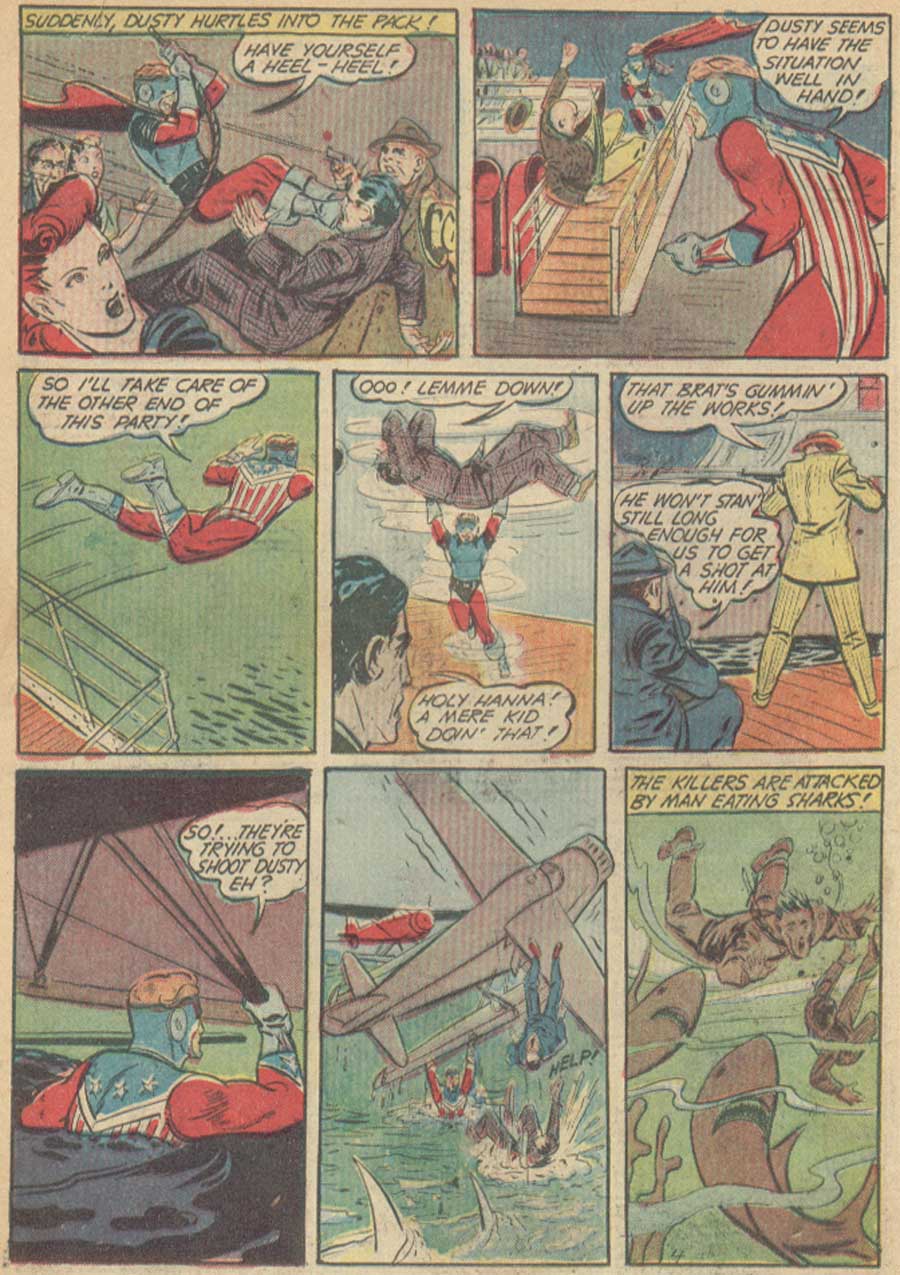 SUDDENLY, DUSTY HURTLES INTO THE PACK!
HAVE YOURSELF
A HEEL-HEEL!
DUSTY SEEMS
TO HAVE THE
SITUATION
WELL IN
HAND!
SO I'LL TAKE CARE OF
THE OTHER END OF
THIS PARTY!
OOO! LEMME DOWN!
HOLY HANNA!
A MERE KID
DOIN' THAT!
THAT BRAT'S GUMMIN'
UP THE WORKS!
HE WON'T STAN'
STILL LONG
ENOUGH FOR
US TO GET
A SHOT AT
HIM!
SO!...THEY'RE
TRYING TO
SHOOT DUSTY
EH?
HELP!
THE KILLERS ARE ATTACKED
BY MAN EATING SHARKS!
4